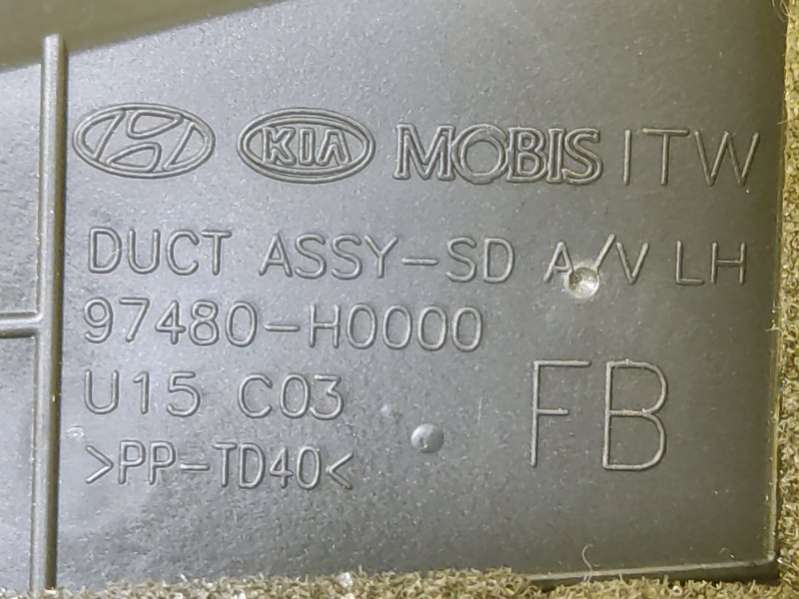 KIA MOBIS ITW
DUCT ASSY-SD A/V LH
97480-H0000
U15 C03
FB
>PP-TD40<